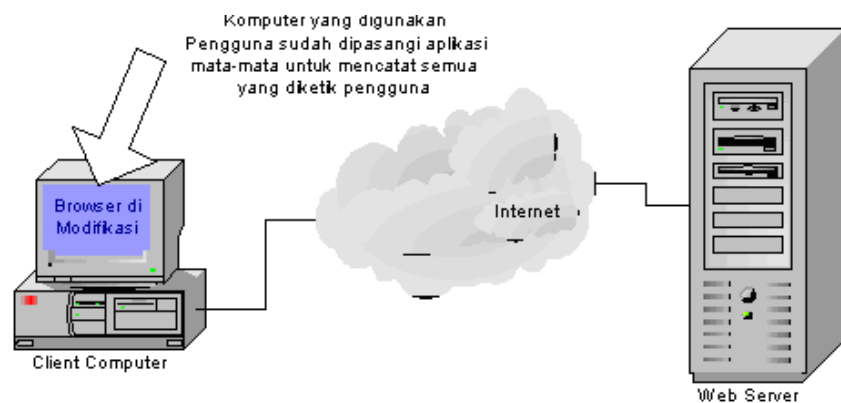 Komputer yang digunakan
Pengguna sudah dipasangi aplikasi
mata-mata untuk mencatat semua
yang diketik pengguna
Browser di
Modifikasi
Internet
Client Computer
Web Server